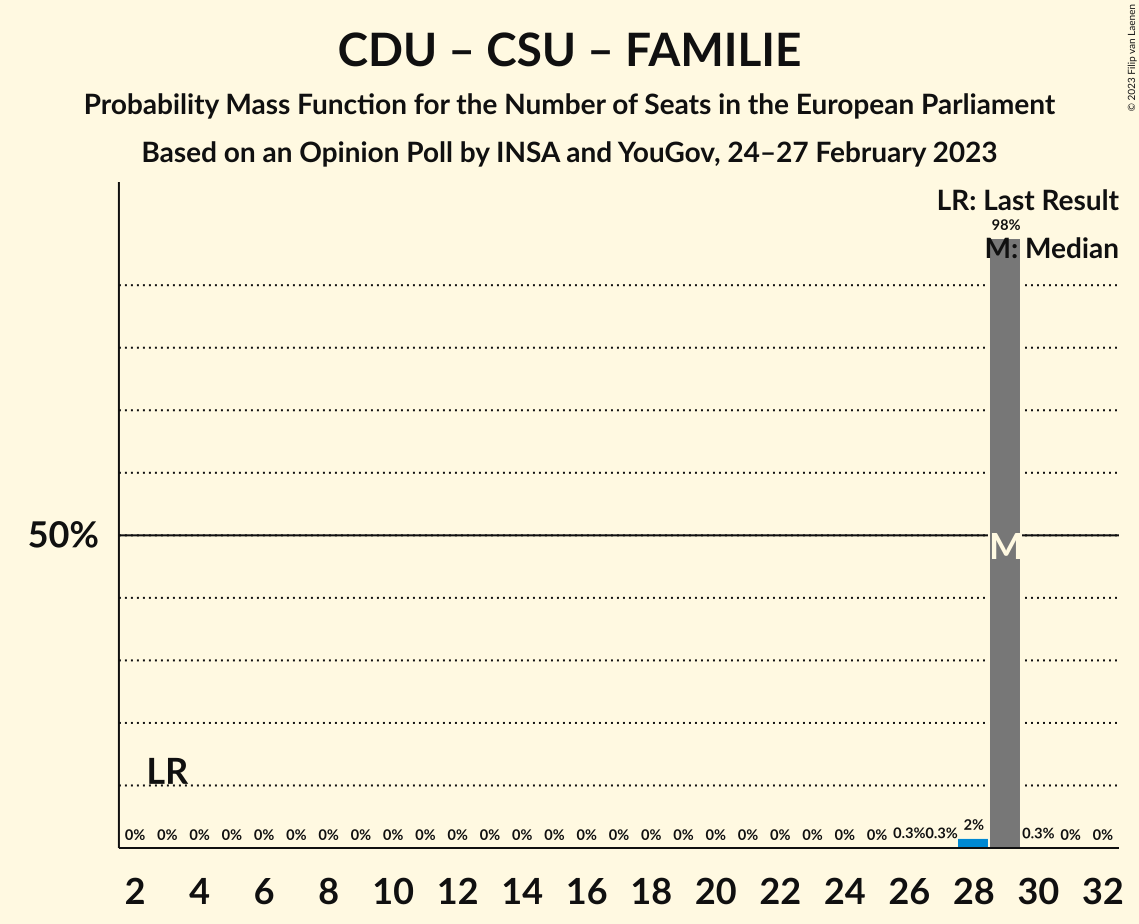 CDU – CSU – FAMILIE
Probability Mass Function for the Number of Seats in the European Parliament
Based on an Opinion Poll by INSA and YouGov, 24–27 February 2023
© 2023 Filip van Laenen
LR: Last Result
98%
M: Median
50%
M
LR
0% 0% 0% 0% 0% 0% 0% 0% 0% 0% 0% 0% 0% 0% 0% 0% 0% 0% 0% 0% 0% 0% 0% 0% 0.3% 0.3% 2% 0.3% 0% 0%
2 4 6 8 10 12 14 16 18 20 22 24 26 28 30 32